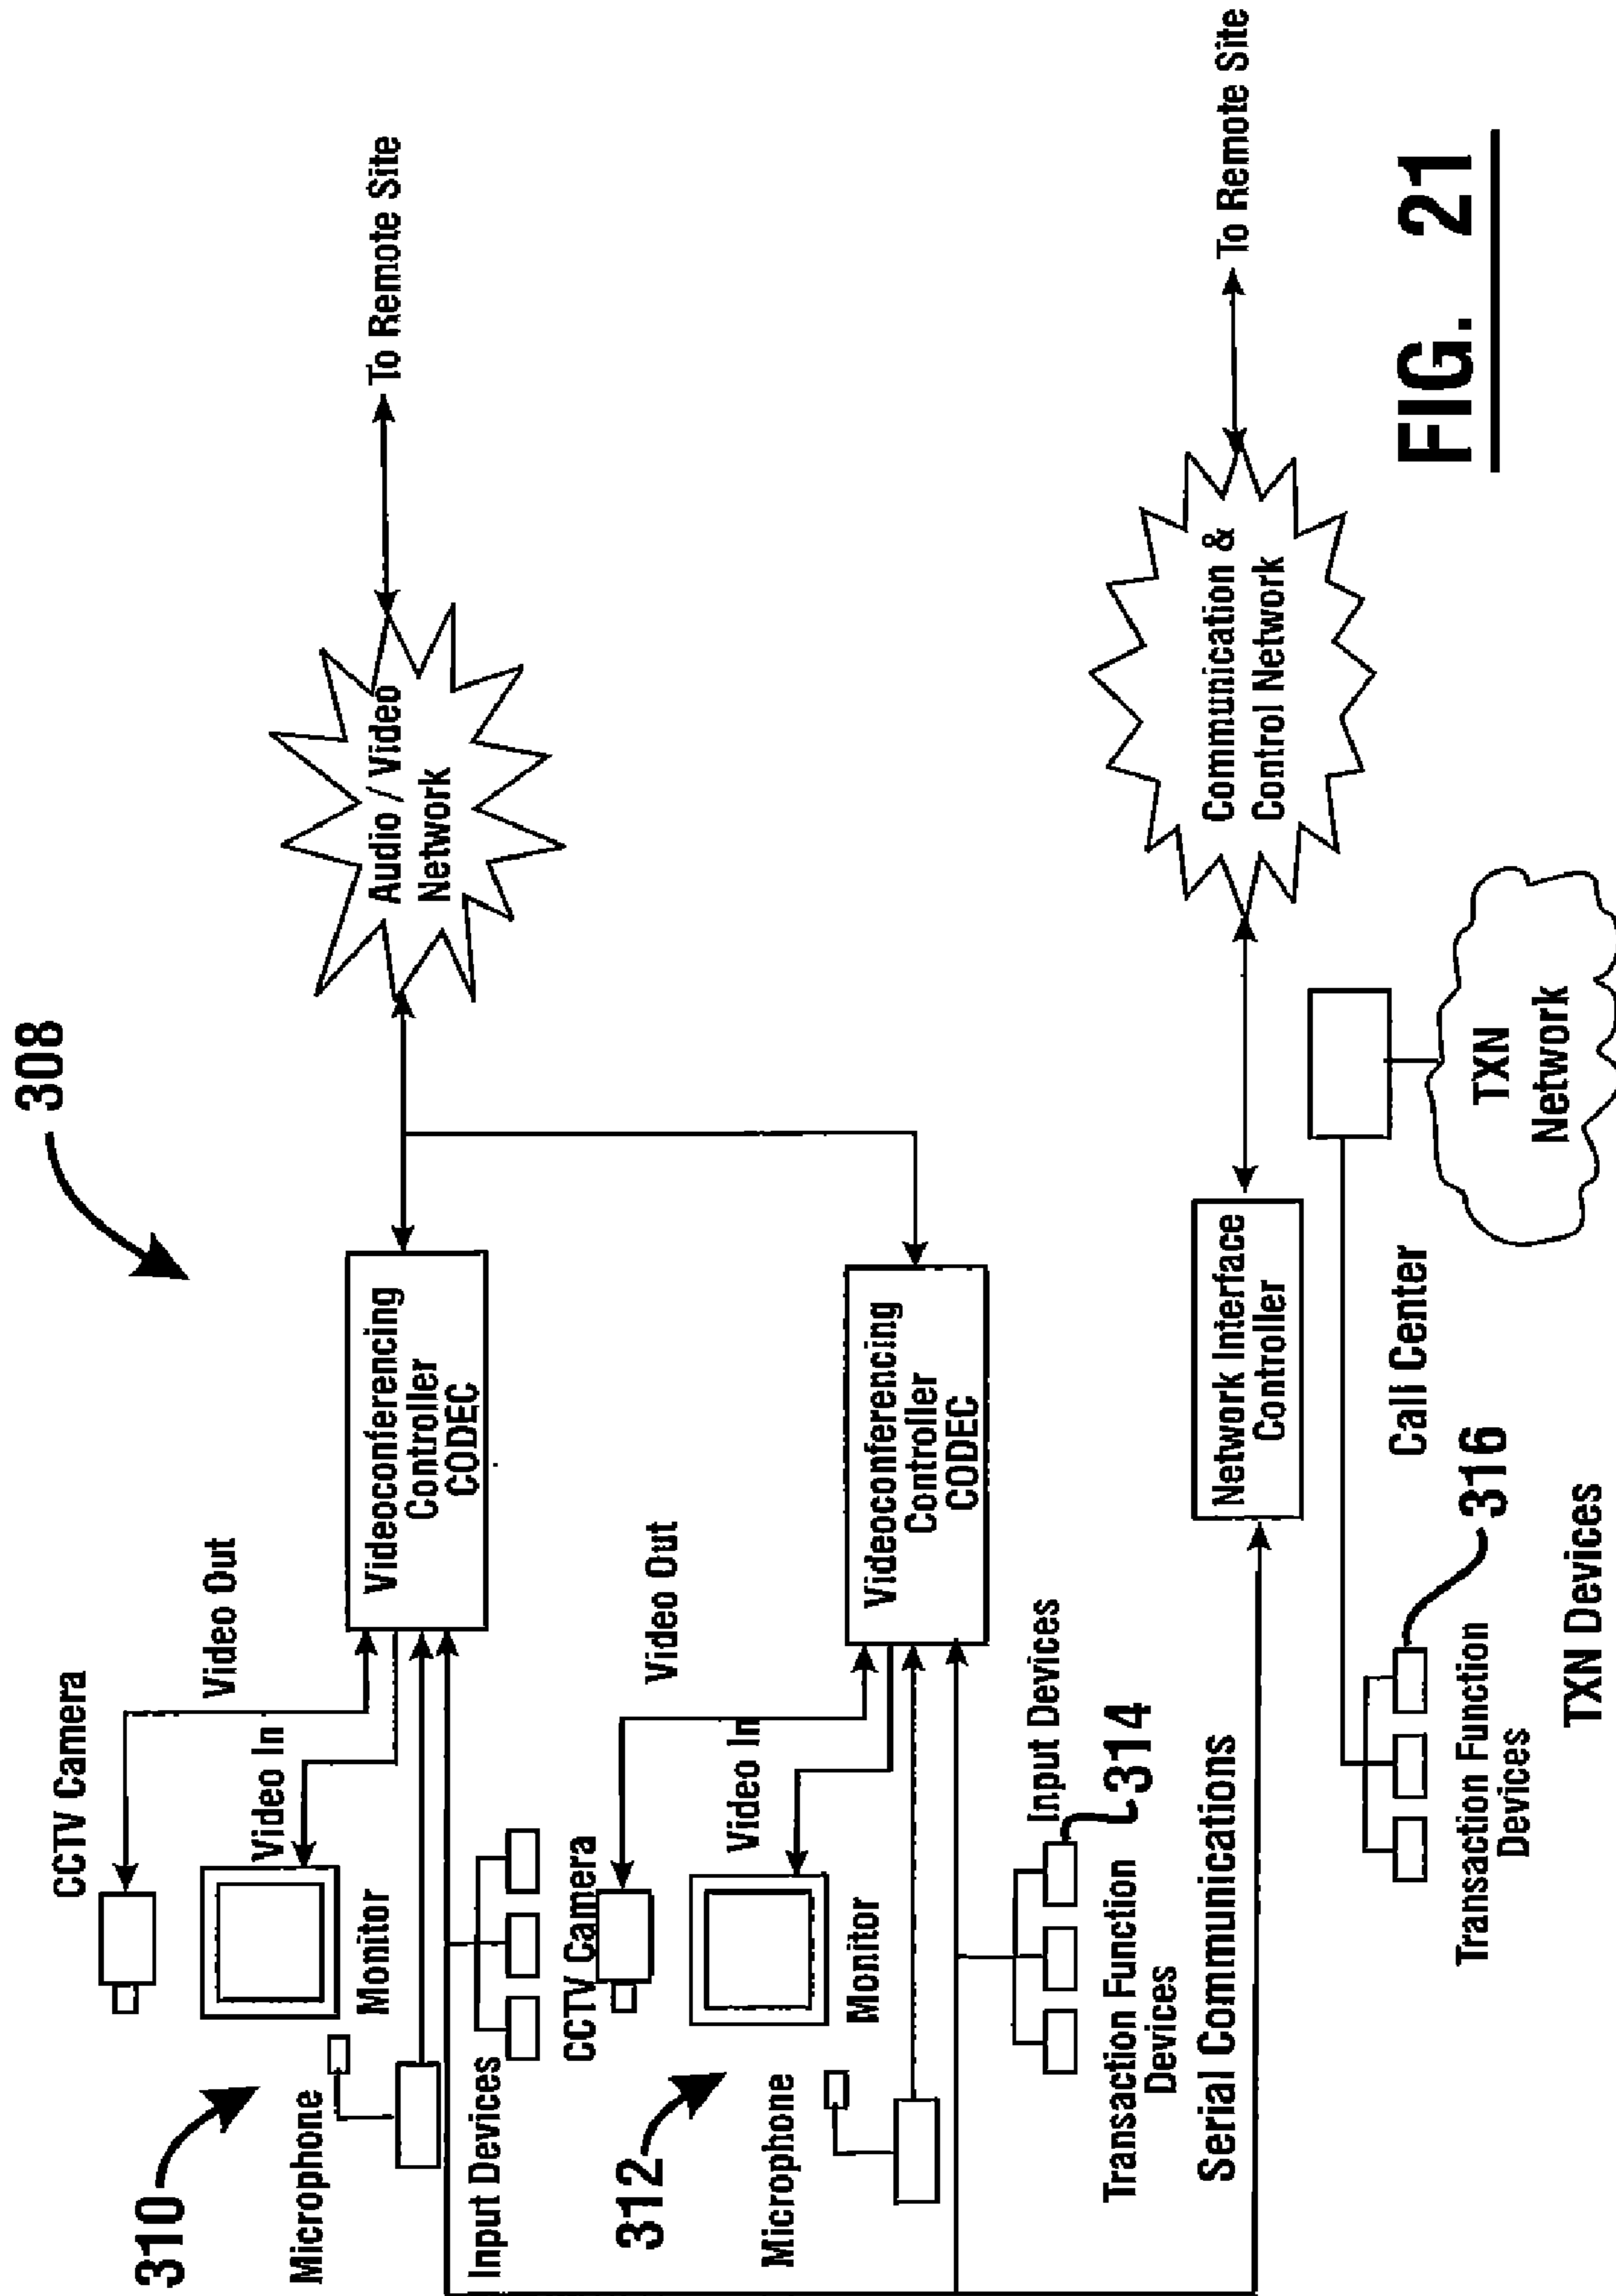 308
310
CCTV Camera
Video Out
Video In
Monitor
Microphone
Input Devices
Videoconferencing
Controller
CODEC
Audio / Video
Network
To Remote Site
312
CCTV Camera
Video Out
Video In
Monitor
Microphone
Input Devices
314
Transaction Function
Devices
Videoconferencing
Controller
CODEC
Serial Communications
Network Interface
Controller
Communication &
Control Network
To Remote Site
Call Center
316
Transaction Function
Devices
TXN Devices
TXN
Network
FIG. 21